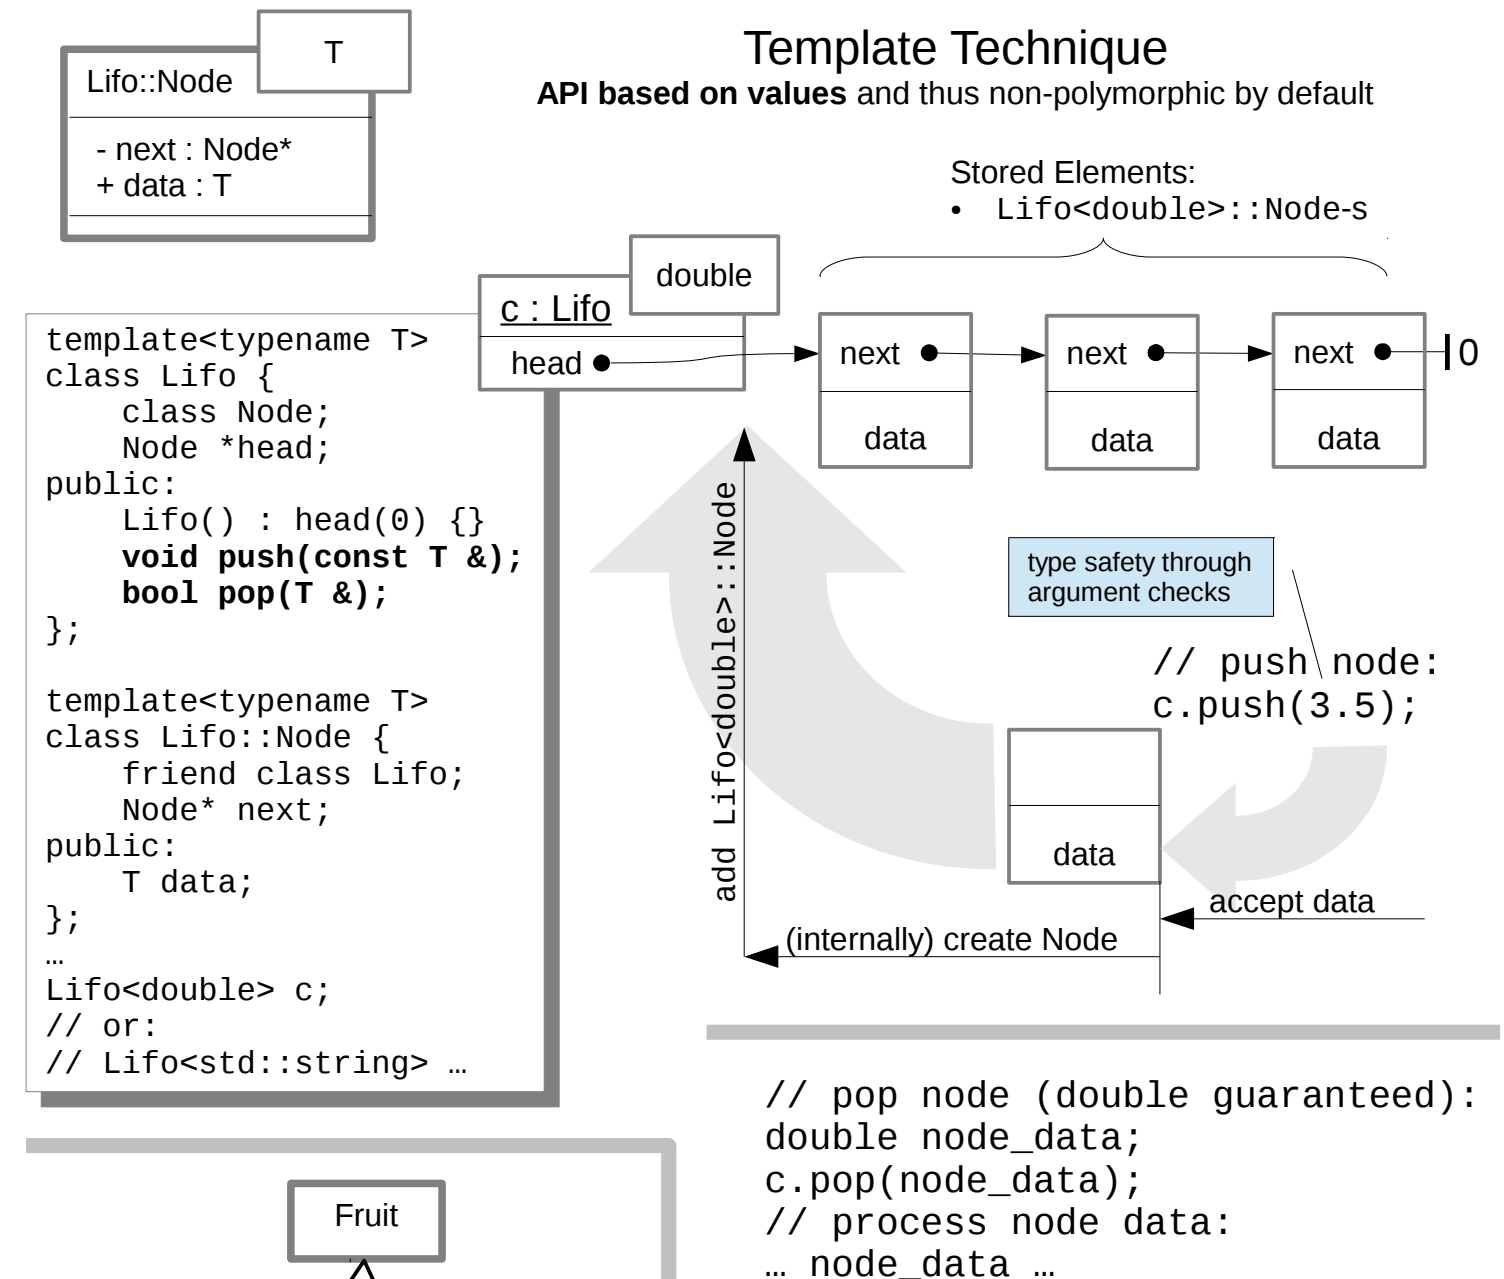 T
Lifo::Node
- next : Node*
+ data : T
Template Technique
API based on values and thus non-polymorphic by default
Stored Elements:
• Lifo<double>::Node-s
double
c : Lifo
head
next
next
next
0
data
data
data
template<typename T>
class Lifo {
    class Node;
    Node *head;
public:
    Lifo() : head(0) {}
    void push(const T &);
    bool pop(T &);
};
template<typename T>
class Lifo::Node {
    friend class Lifo;
    Node* next;
public:
    T data;
};
…
Lifo<double> c;
// or:
// Lifo<std::string> …
add Lifo<double>::Node
type safety through
argument checks
// push node:
c.push(3.5);
data
accept data
(internally) create Node
// pop node (double guaranteed):
double node_data;
c.pop(node_data);
// process node data:
… node_data …
Fruit